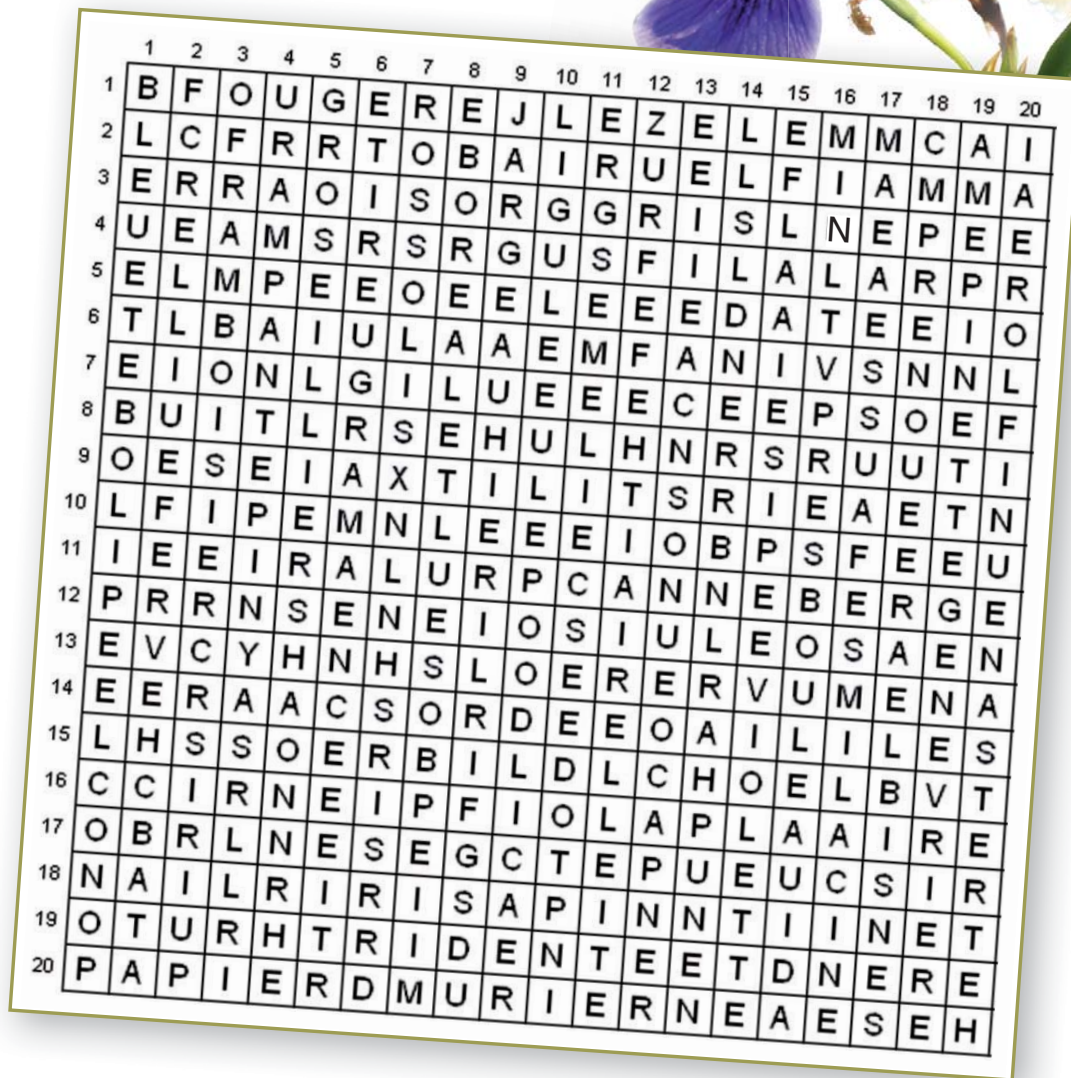 1 2 3 4 5 6 7 8 9 10 11 12 13 14 15 16 17 18 19 20
1 B F O U G E R E J L E Z E L E M M C A I
2 L C F R R T O B A I R U E L F I A M M A
3 E R R A O I S O R G G R I S L N E P E E
4 U E A M S R S R G U S F I L A L A R P R
5 E L M P E E O E E L E E E D A T E E I O
6 T L B A I U L A A E M F A N I V S N N L
7 E I O N L G I L U E E E C E E P S O E F
8 B U I T L R S E H U L H N R S R U U T I
9 O E S E I A X T I L I T S R I E A E T N
10 L F I P E M N L E E E I O B P S F E E U
11 I E E I R A L U R P C A N N E B E R G E
12 P R R N S E N E I O S I U L E O S A E N
13 E V C Y H N H S L O E R E R V U M E N A
14 E E R A A C S O R D E E O A I L I L E S
15 L H S S O E R B I L D L C H O E L B V T
16 C C I R N E I P F I O L A P L A A I R E
17 O B R L N E S E G C T E P U E U C S I R
18 N A I L R I R I S A P I N N T I I N E T
19 O T U R H T R I D E N T E E T D N E R E
20 P A P I E R D M U R I E R N E A E S E H